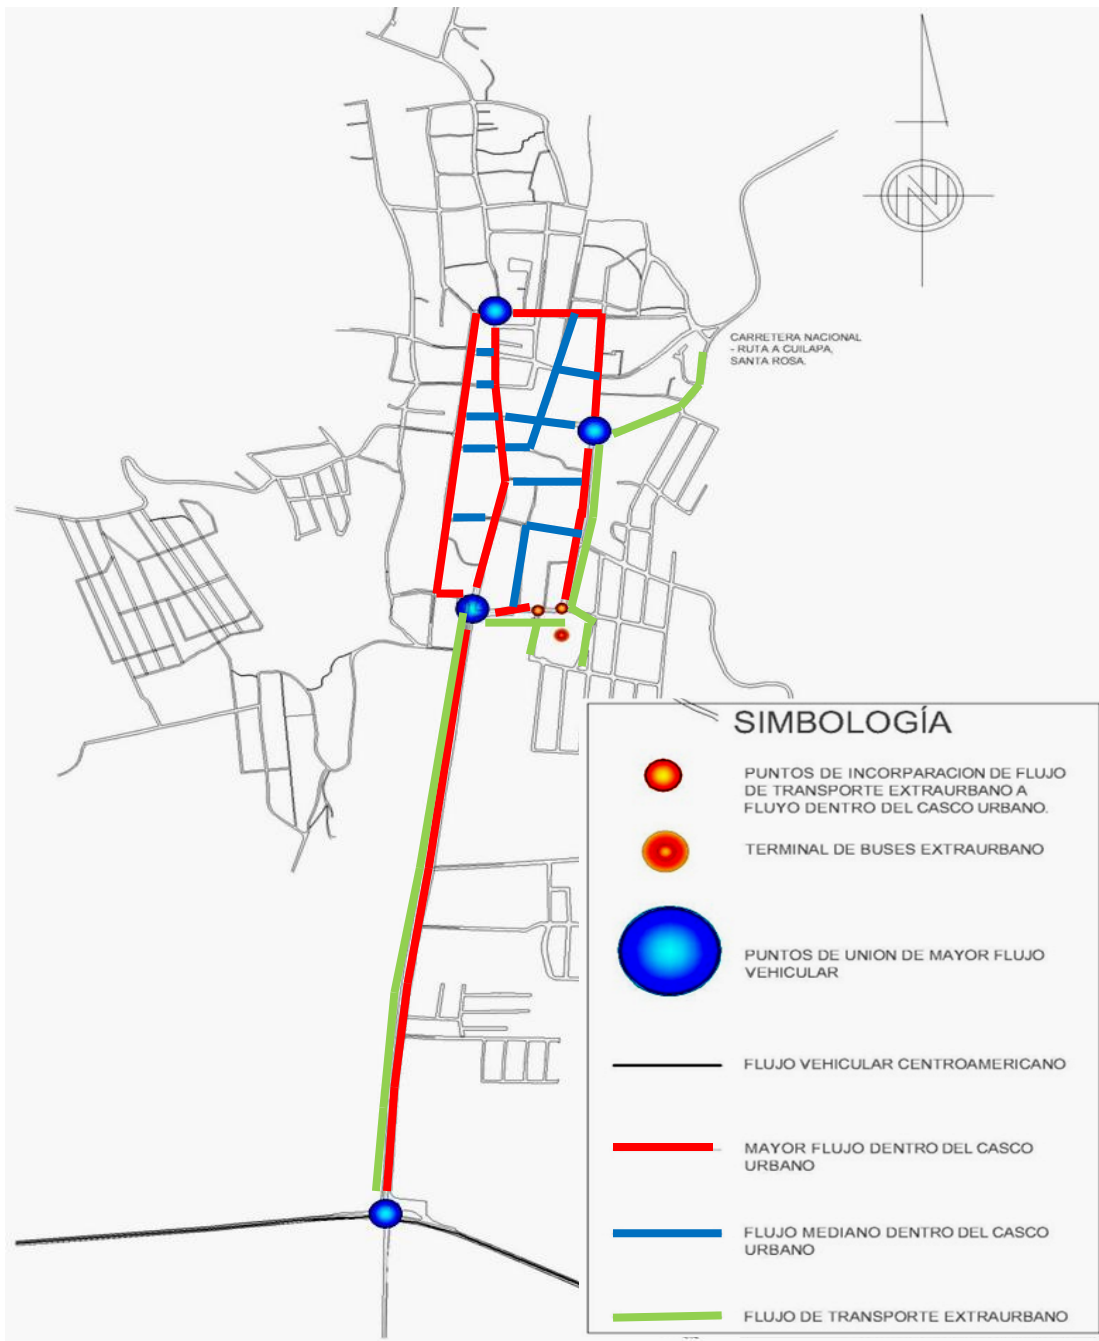 CARRETERA NACIONAL
- RUTA A CUILAPA,
SANTA ROSA.
SIMBOLOGÍA
PUNTOS DE INCORPARACION DE FLUJO
DE TRANSPORTE EXTRAURBANO A
FLUYO DENTRO DEL CASCO URBANO.
TERMINAL DE BUSES EXTRAURBANO
PUNTOS DE UNION DE MAYOR FLUJO
VEHICULAR
FLUJO VEHICULAR CENTROAMERICANO
MAYOR FLUJO DENTRO DEL CASCO
URBANO
FLUJO MEDIANO DENTRO DEL CASCO
URBANO
FLUJO DE TRANSPORTE EXTRAURBANO